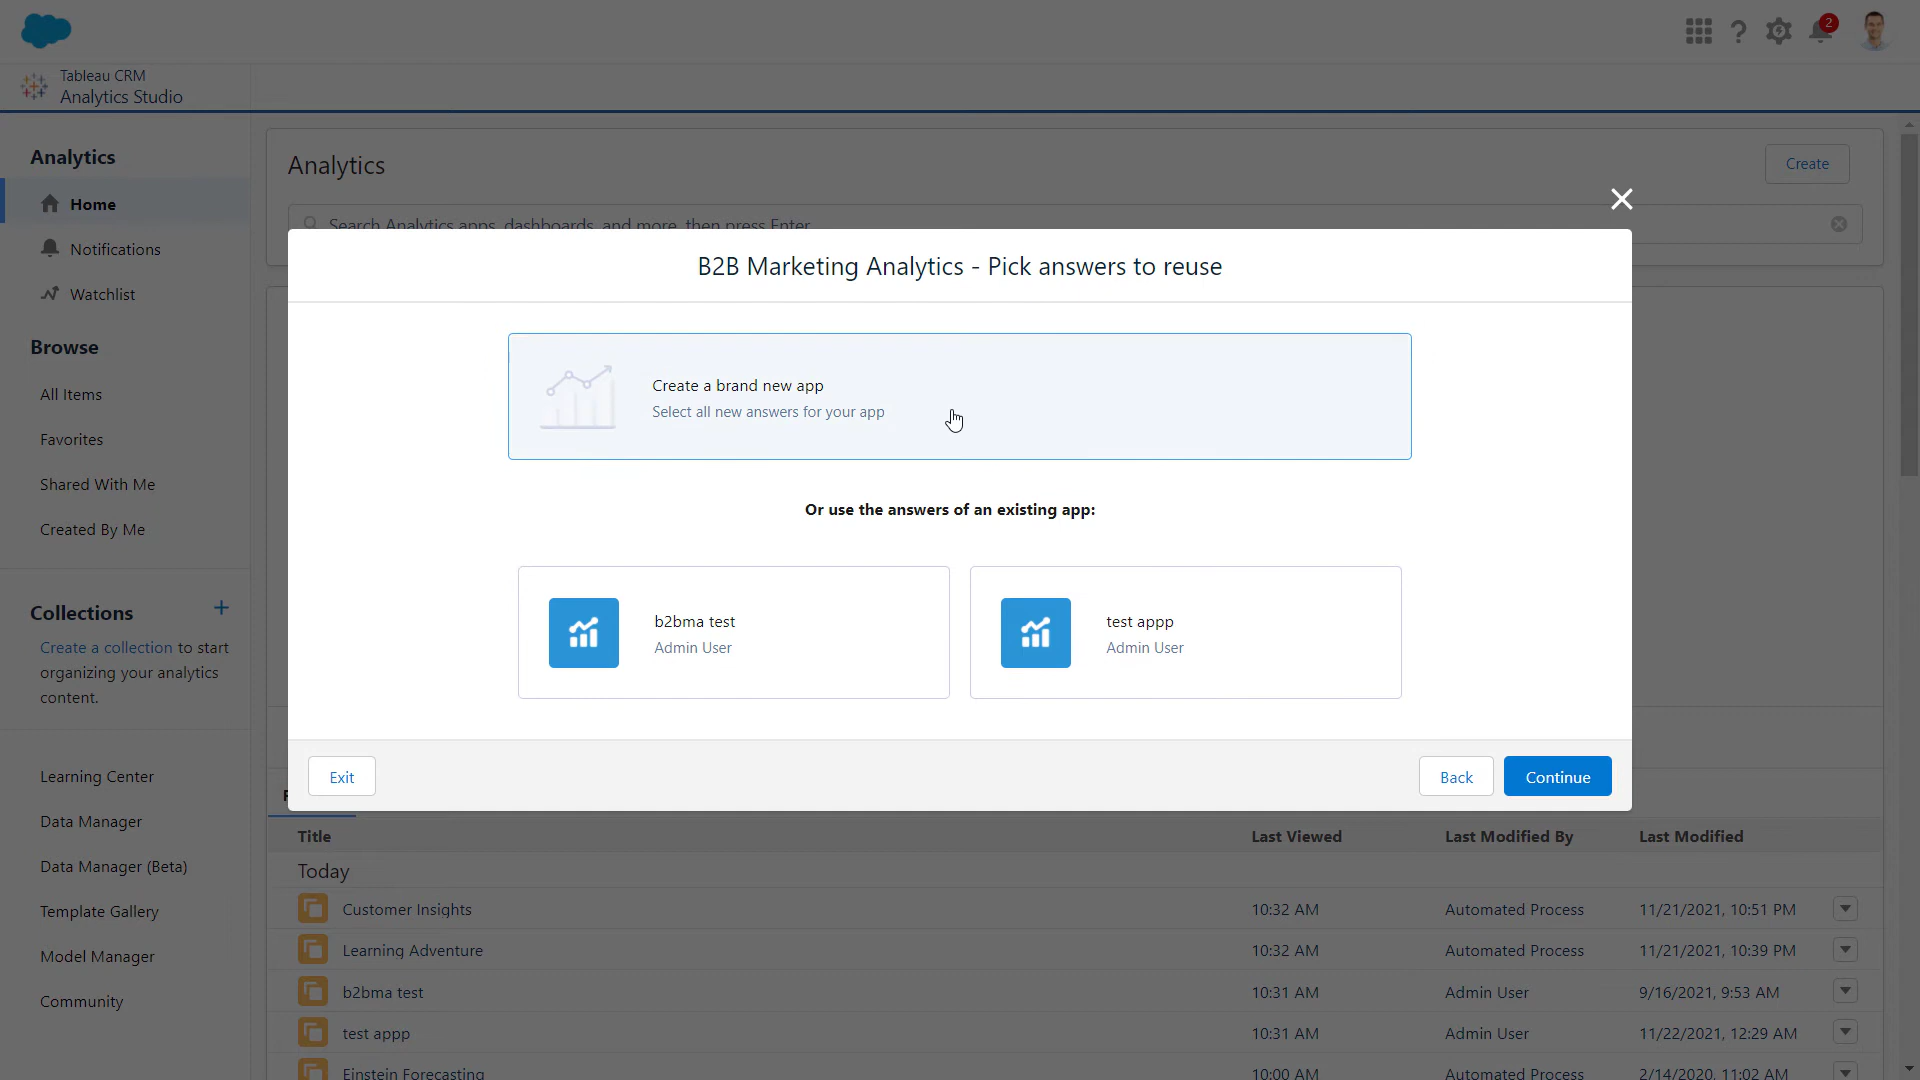 2
Tableau CRM
Analytics Studio
Analytics
Home
Notifications
Watchlist
Browse
All Items
Favorites
Shared With Me
Created By Me
Collections
Create a collection to start
organizing your analytics
content.
Learning Center
Data Manager
Data Manager (Beta)
Template Gallery
Model Manager
Community
Analytics
Create
Search Analytics apps, dashboards, and more, then press Enter
B2B Marketing Analytics - Pick answers to reuse
Create a brand new app
Select all new answers for your app
Or use the answers of an existing app:
b2bma test
Admin User
test appp
Admin User
Exit
Back
Continue
Title Last Viewed Last Modified By Last Modified
Today
Customer Insights 10:32 AM Automated Process 11/21/2021, 10:51 PM
Learning Adventure 10:32 AM Automated Process 11/21/2021, 10:39 PM
b2bma test 10:31 AM Admin User 9/16/2021, 9:53 AM
test appp 10:31 AM Admin User 11/22/2021, 12:29 AM
Einstein Forecasting 10:00 AM Automated Process 2/14/2020, 11:02 AM